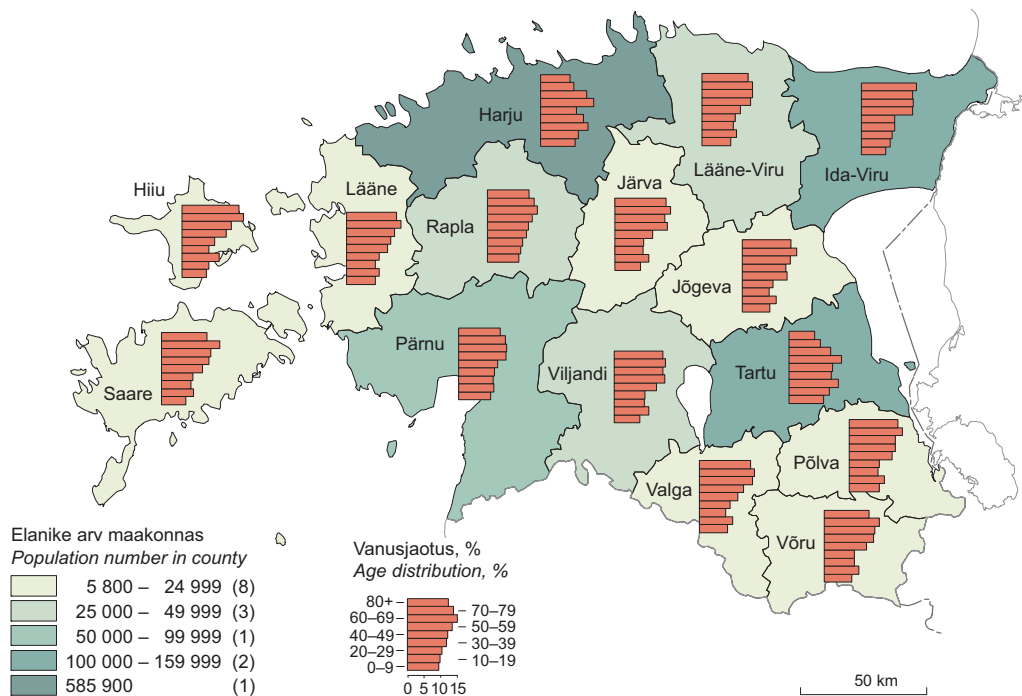 Harju
Lääne-Viru
Ida-Viru
Hiiu
Lääne
Rapla
Järva
Jõgeva
Saare
Pärnu
Viljandi
Tartu
Valga
Põlva
Võru
Elanike arv maakonnas
Population number in county
5 800 – 24 999 (8)
25 000 – 49 999 (3)
50 000 – 99 999 (1)
100 000 – 159 999 (2)
585 900 (1)
Vanusjaotus, %
Age distribution, %
80+
70–79
60–69
50–59
40–49
30–39
20–29
10–19
0–9
0 5 10 15
50 km